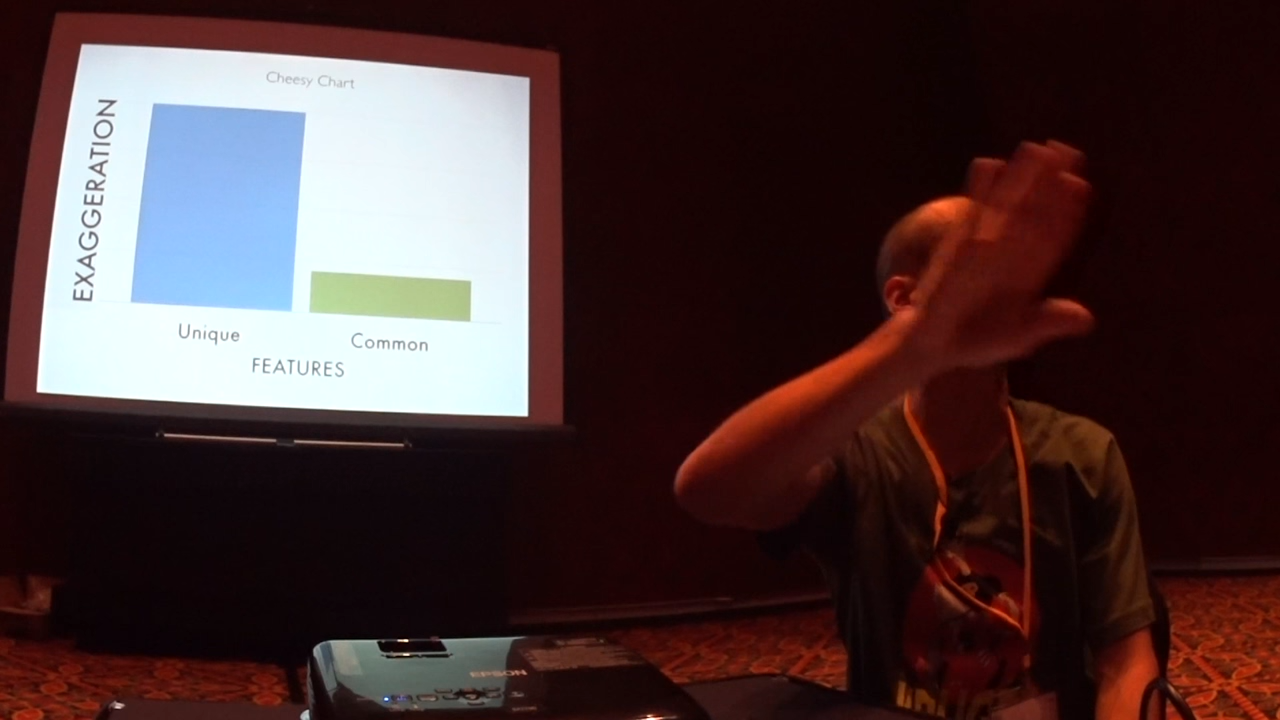 Cheesy Chart
EXAGGERATION
Unique
Common
FEATURES
EPSON